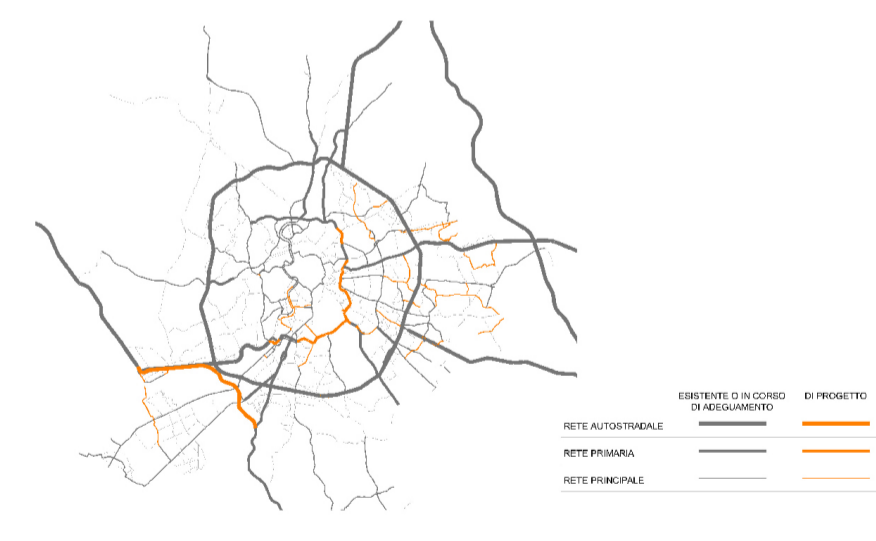 ESISTENTE O IN CORSO
DI ADEGUAMENTO
DI PROGETTO
RETE AUTOSTRADALE
RETE PRIMARIA
RETE PRINCIPALE